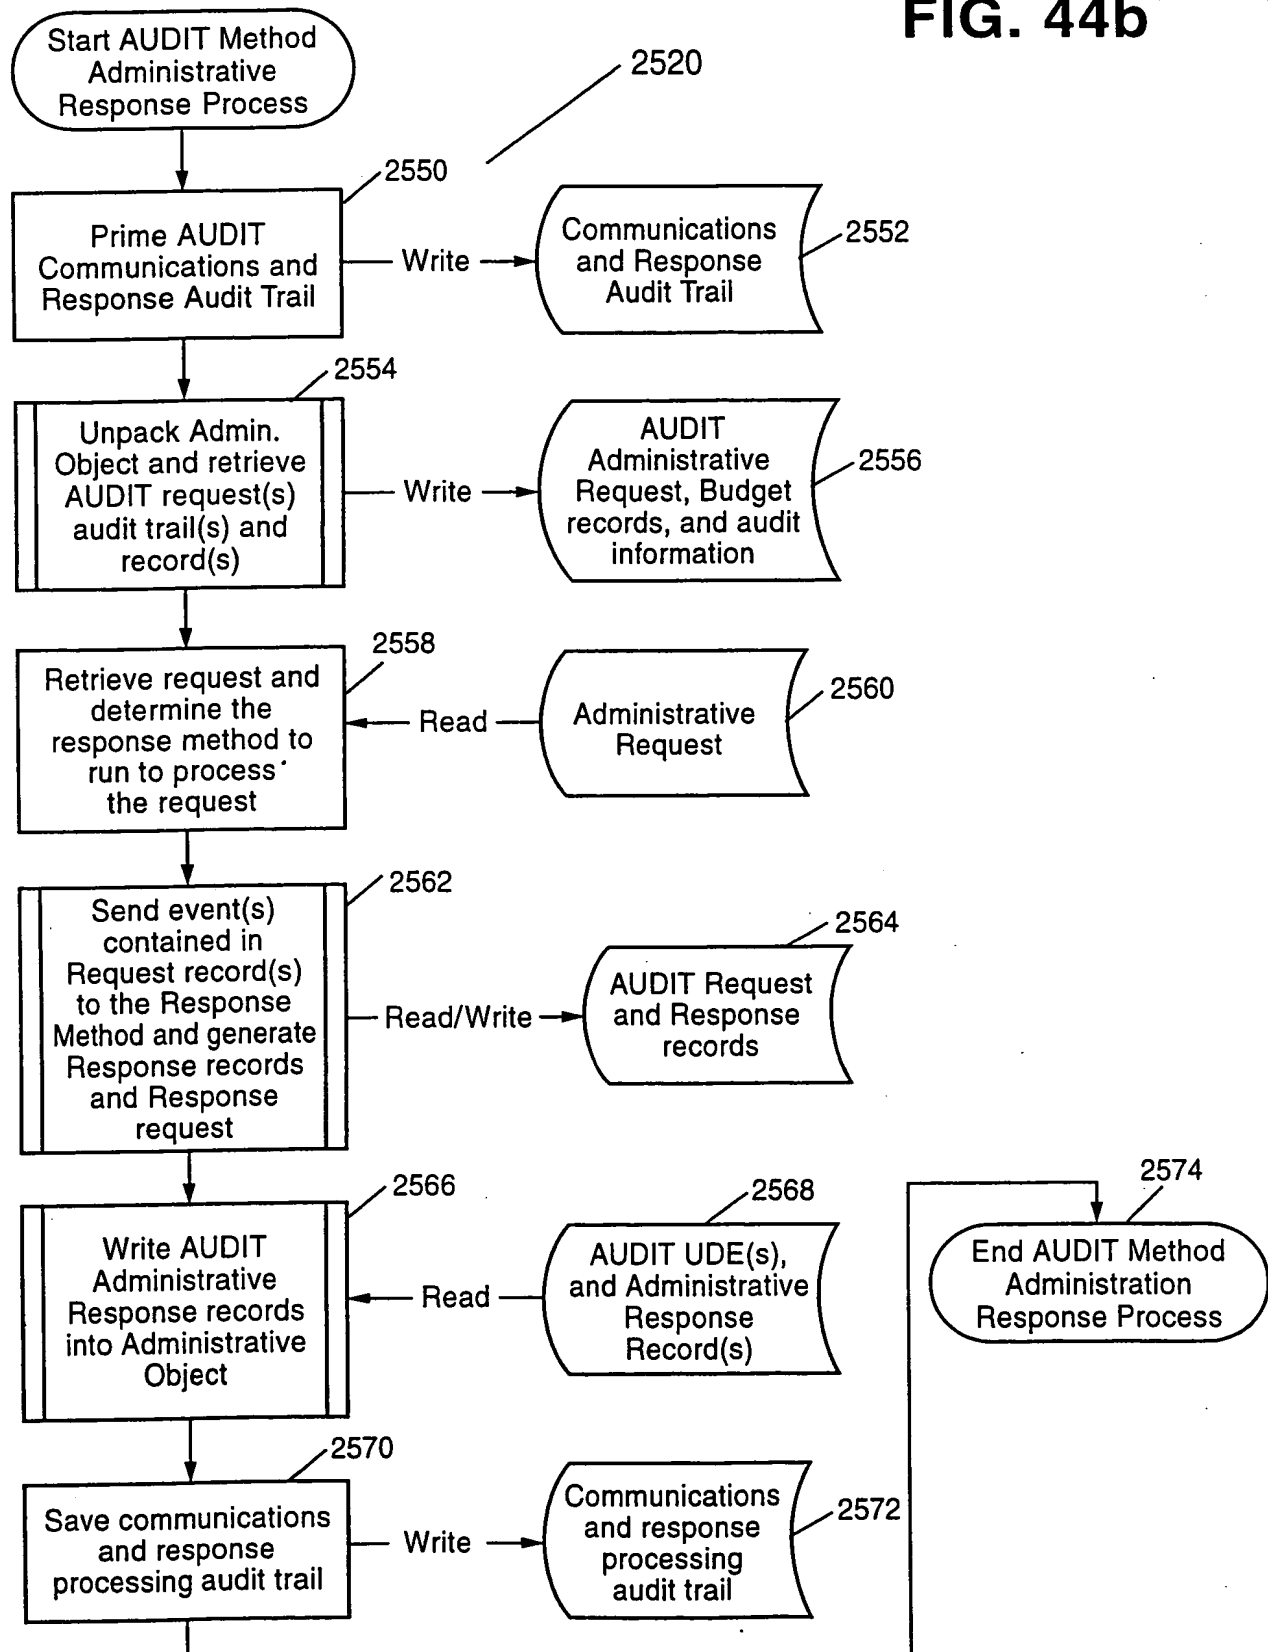 FIG. 44b
Start AUDIT Method
Administrative
Response Process
2520
2550
Prime AUDIT
Communications and
Response Audit Trail
Write
Communications
and Response
Audit Trail
2552
2554
Unpack Admin.
Object and retrieve
AUDIT request(s)
audit trail(s) and
record(s)
Write
AUDIT
Administrative
Request, Budget
records, and audit
information
2556
2558
Retrieve request and
determine the
response method to
run to process
the request
Read
Administrative
Request
2560
2562
Send event(s)
contained in
Request record(s)
to the Response
Method and generate
Response records
and Response
request
Read/Write
AUDIT Request
and Response
records
2564
2566
Write AUDIT
Administrative
Response records
into Administrative
Object
Read
AUDIT UDE(s),
and Administrative
Response
Record(s)
2568
2574
End AUDIT Method
Administration
Response Process
2570
Save communications
and response
processing audit trail
Write
Communications
and response
processing
audit trail
2572